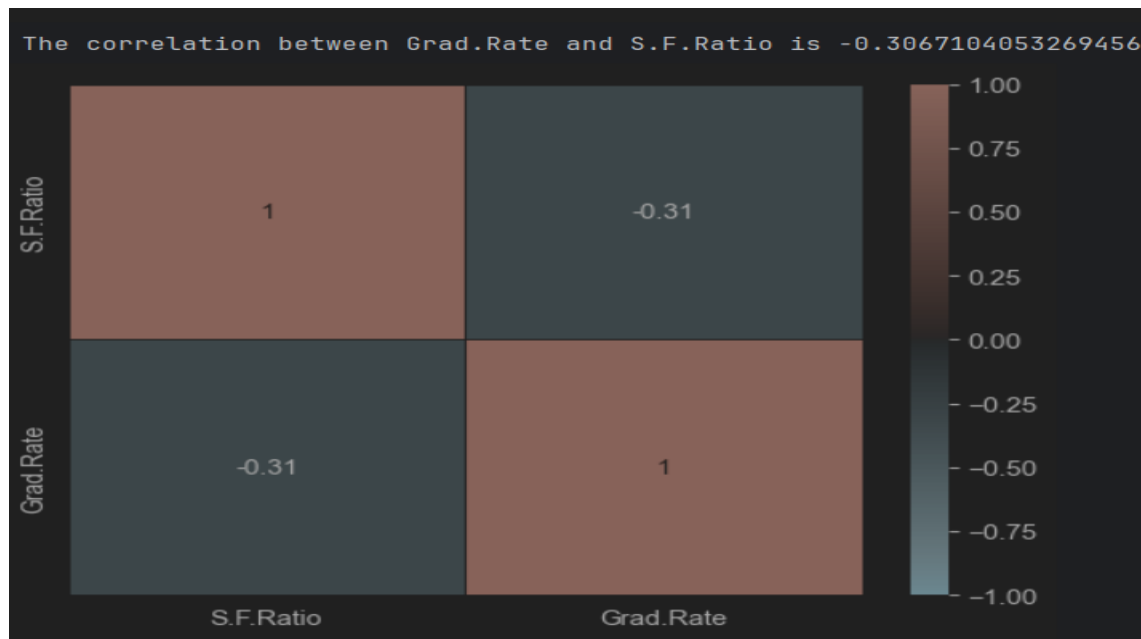 The correlation between Grad.Rate and S.F.Ratio is -0.3067104053269456
1.00
0.75
S.F.Ratio
1
-0.31
0.50
0.25
0.00
−0.25
Grad.Rate
-0.31
1
−0.50
−0.75
−1.00
S.F.Ratio
Grad.Rate